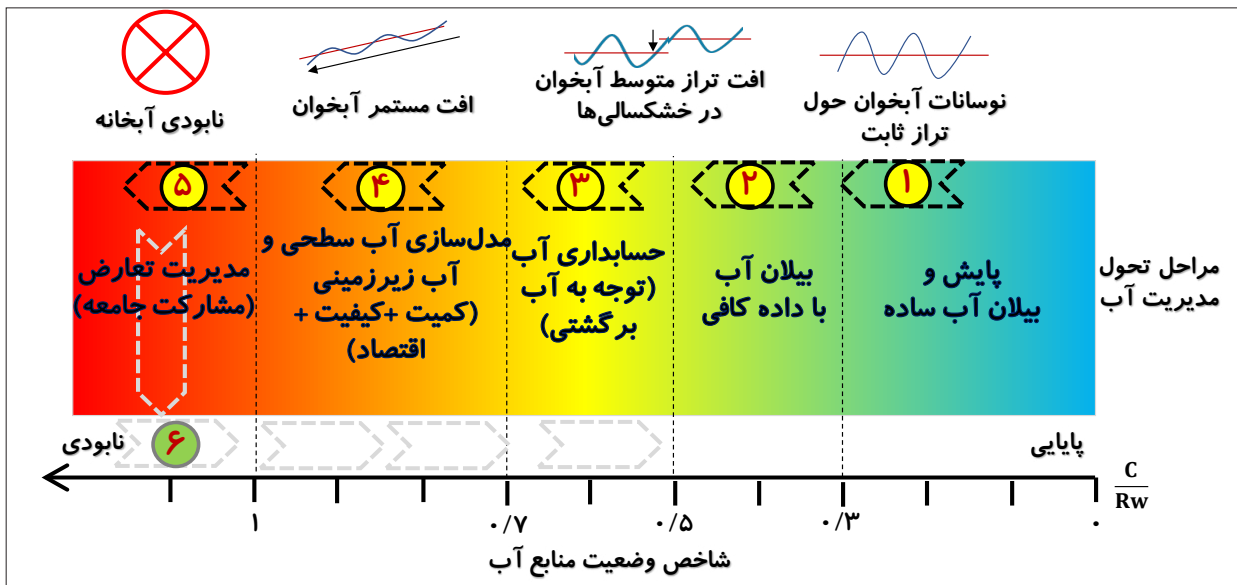 نوسانات آبخوان حول
تراز ثابت
افت تراز متوسط آبخوان
در خشکسالی‌ها
افت مستمر آبخوان
نابودی آبخانه
۱
۲
۳
۴
۵
مراحل تحول
مدیریت آب
پایش و
بیلان آب ساده
بیلان آب
با داده کافی
حسابداری آب
(توجه به آب
برگشتی)
مدل‌سازی آب سطحی و
آب زیرزمینی
(کمیت +کیفیت +
اقتصاد)
مدیریت تعارض
(مشارکت جامعه)
پایایی
۶
نابودی
C
Rw
۰
۰/۳
۰/۵
۰/۷
۱
شاخص وضعیت منابع آب